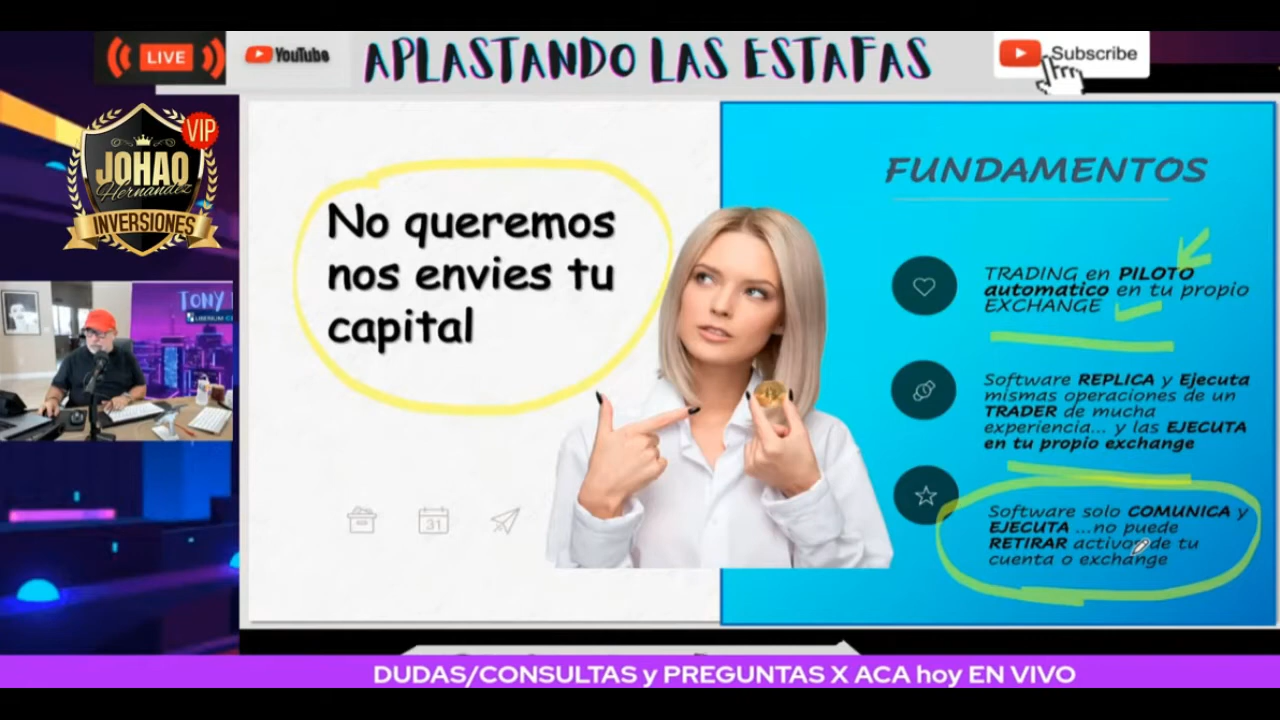 LIVE
YouTube
APLASTANDO LAS ESTAFAS
Subscribe
VIP
JOHAO
Hernandez
INVERSIONES
FUNDAMENTOS
No queremos
nos envies tu
capital
TRADING en PILOTO
automatico en tu propio
EXCHANGE
TONY
Software REPLICA y Ejecuta
mismas operaciones de un
TRADER de mucha
experiencia... y las EJECUTA
en tu propio exchange
31
Software solo COMUNICA y
EJECUTA ...no puede
RETIRAR activos de tu
cuenta o exchange
DUDAS/CONSULTAS y PREGUNTAS X ACA hoy EN VIVO